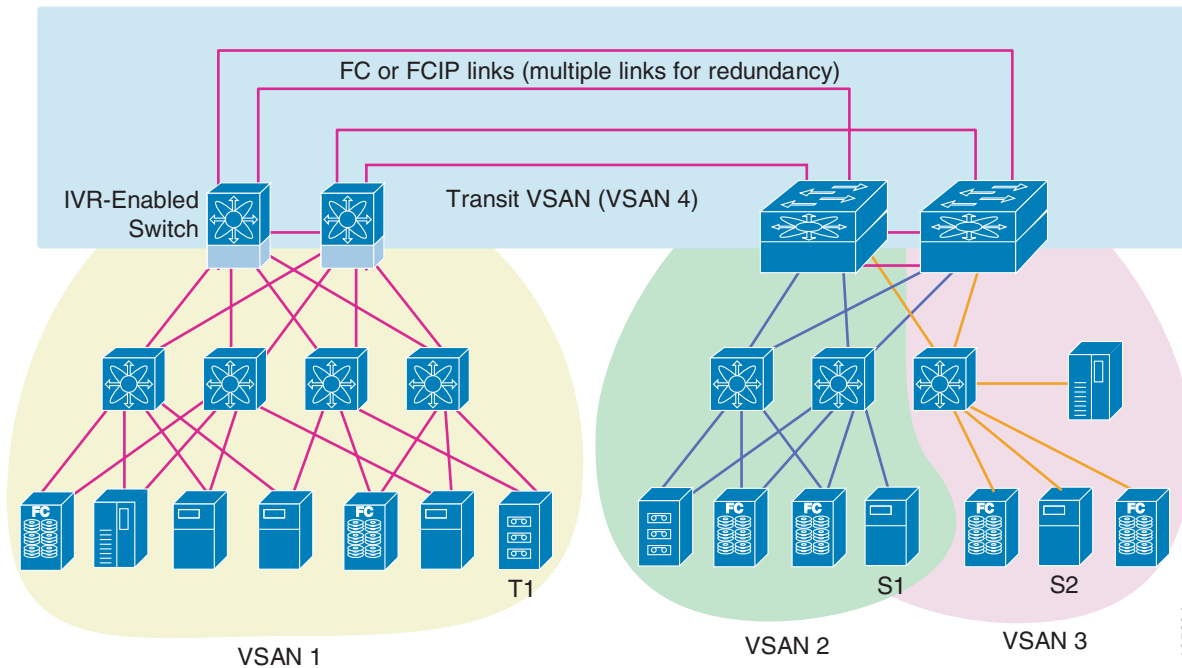 FC or FCIP links (multiple links for redundancy)
IVR-Enabled
Switch
Transit VSAN (VSAN 4)
FC
FC
FC
FC
FC
FC
T1
S1
S2
VSAN 1
VSAN 2
VSAN 3